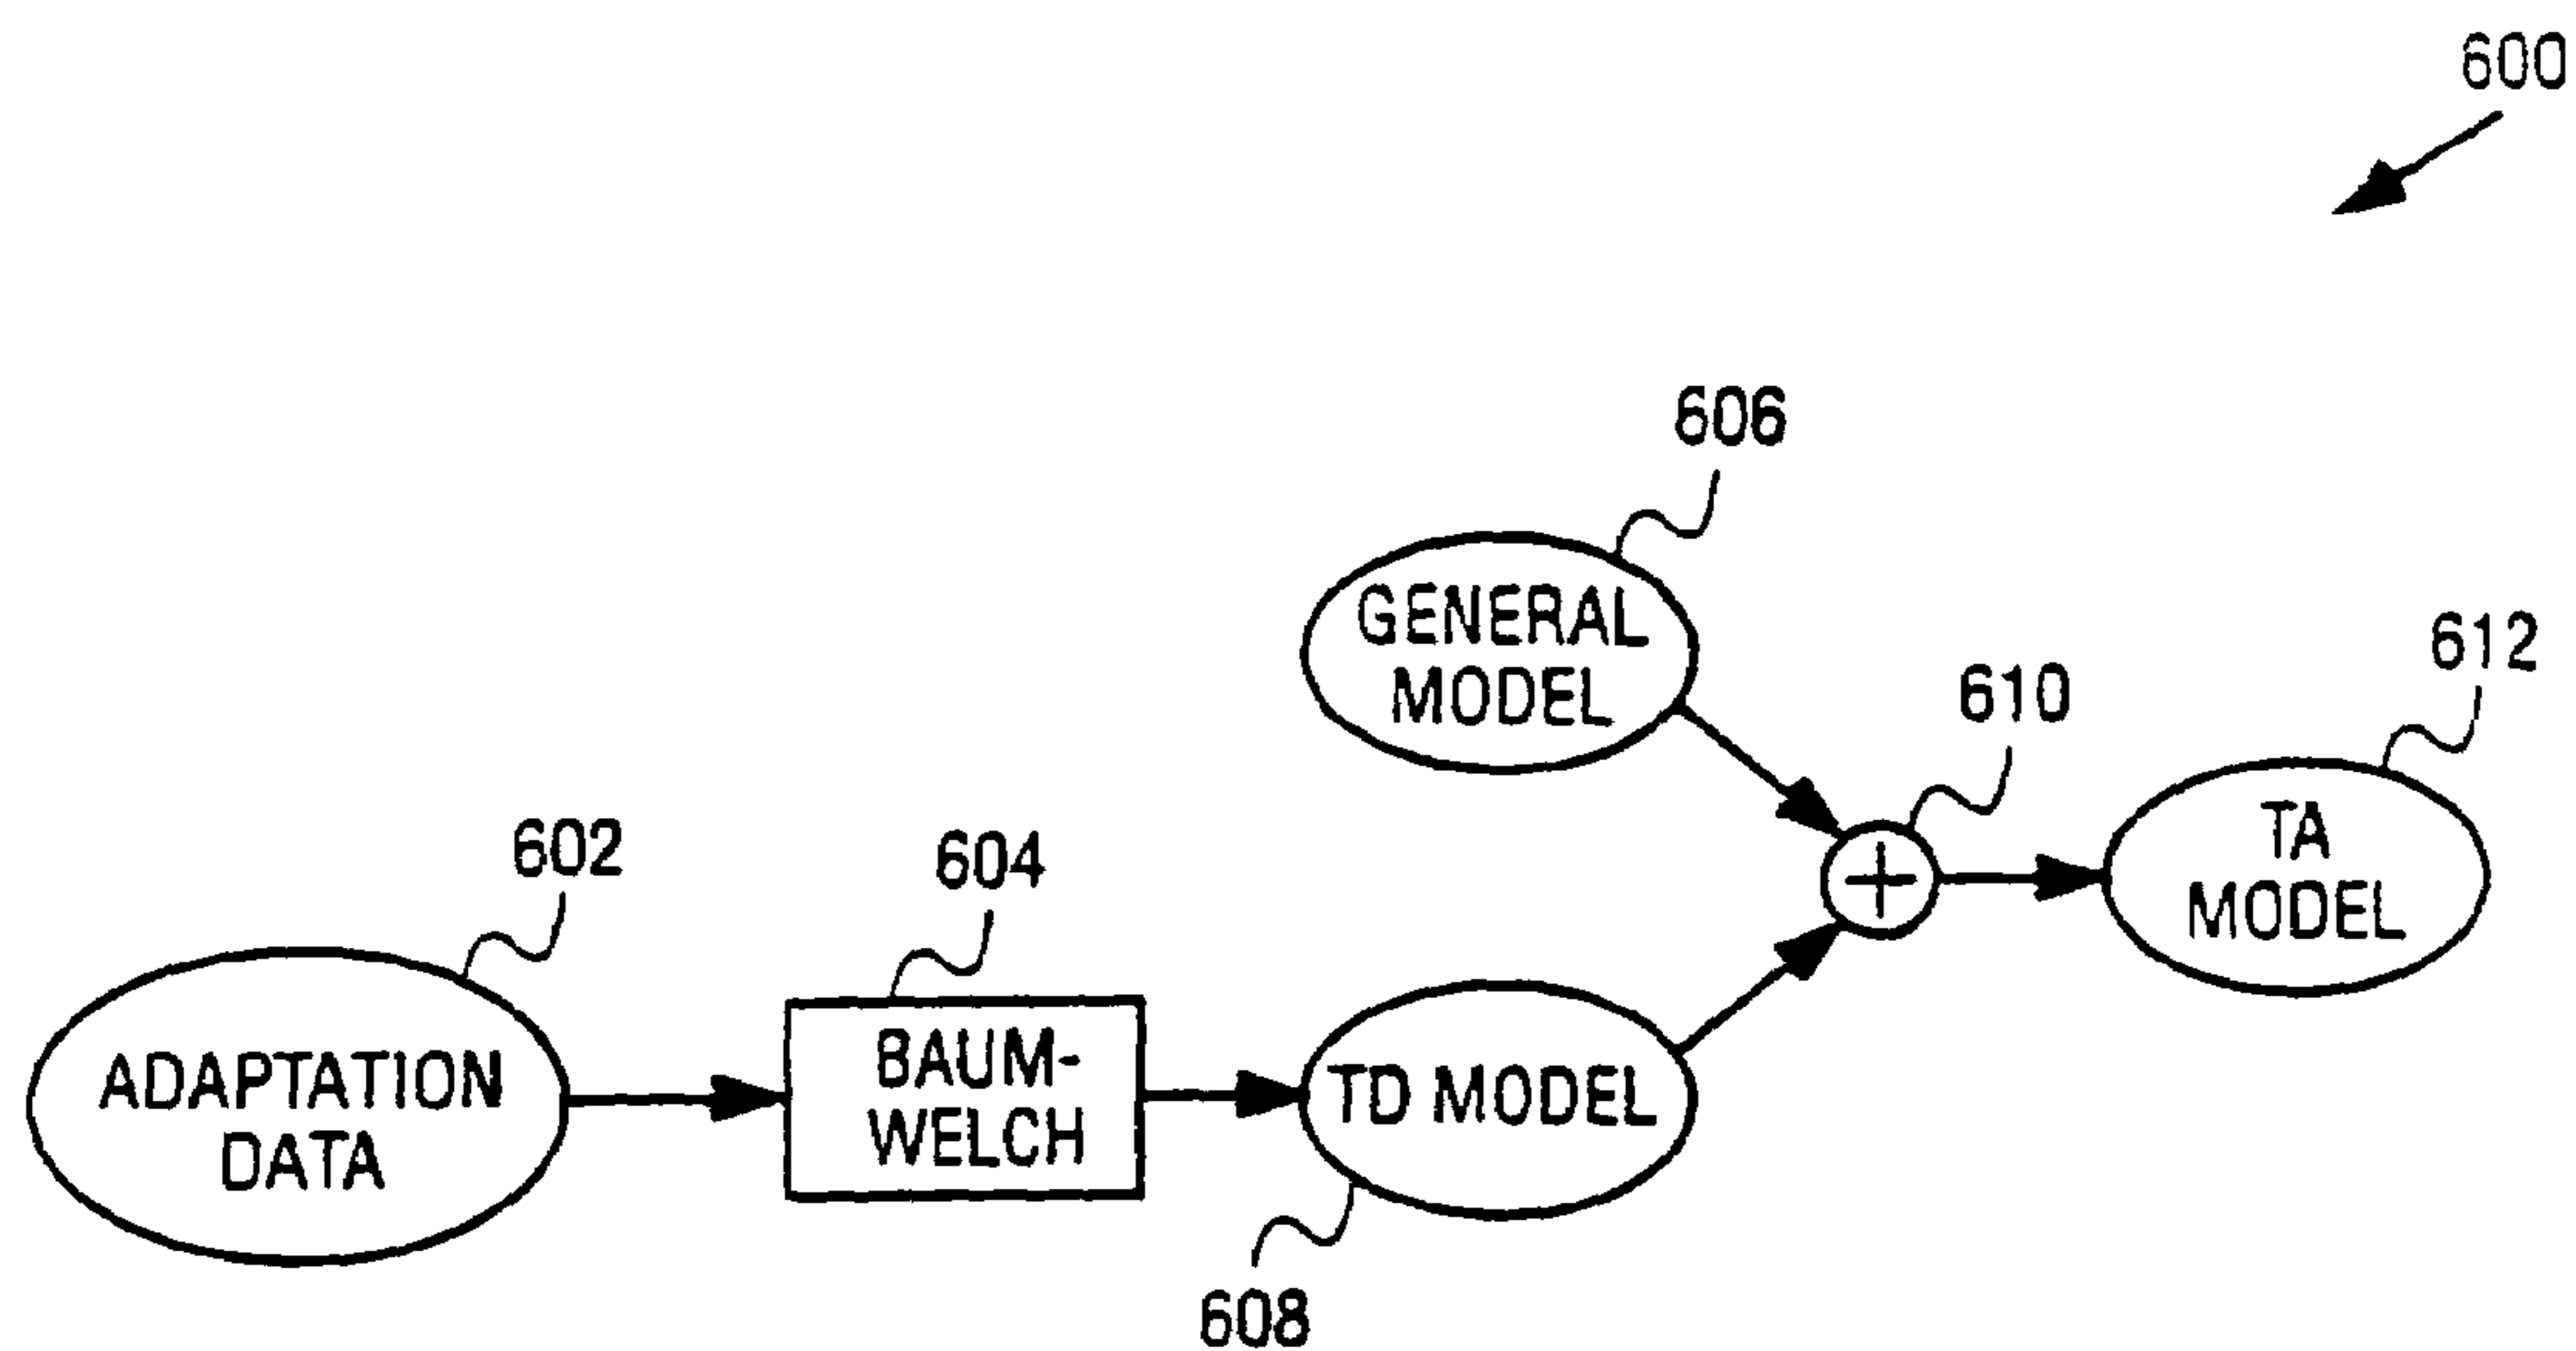 600
606
GENERAL
MODEL
612
610
TA
MODEL
602
604
ADAPTATION
DATA
BAUM-
WELCH
TD MODEL
608